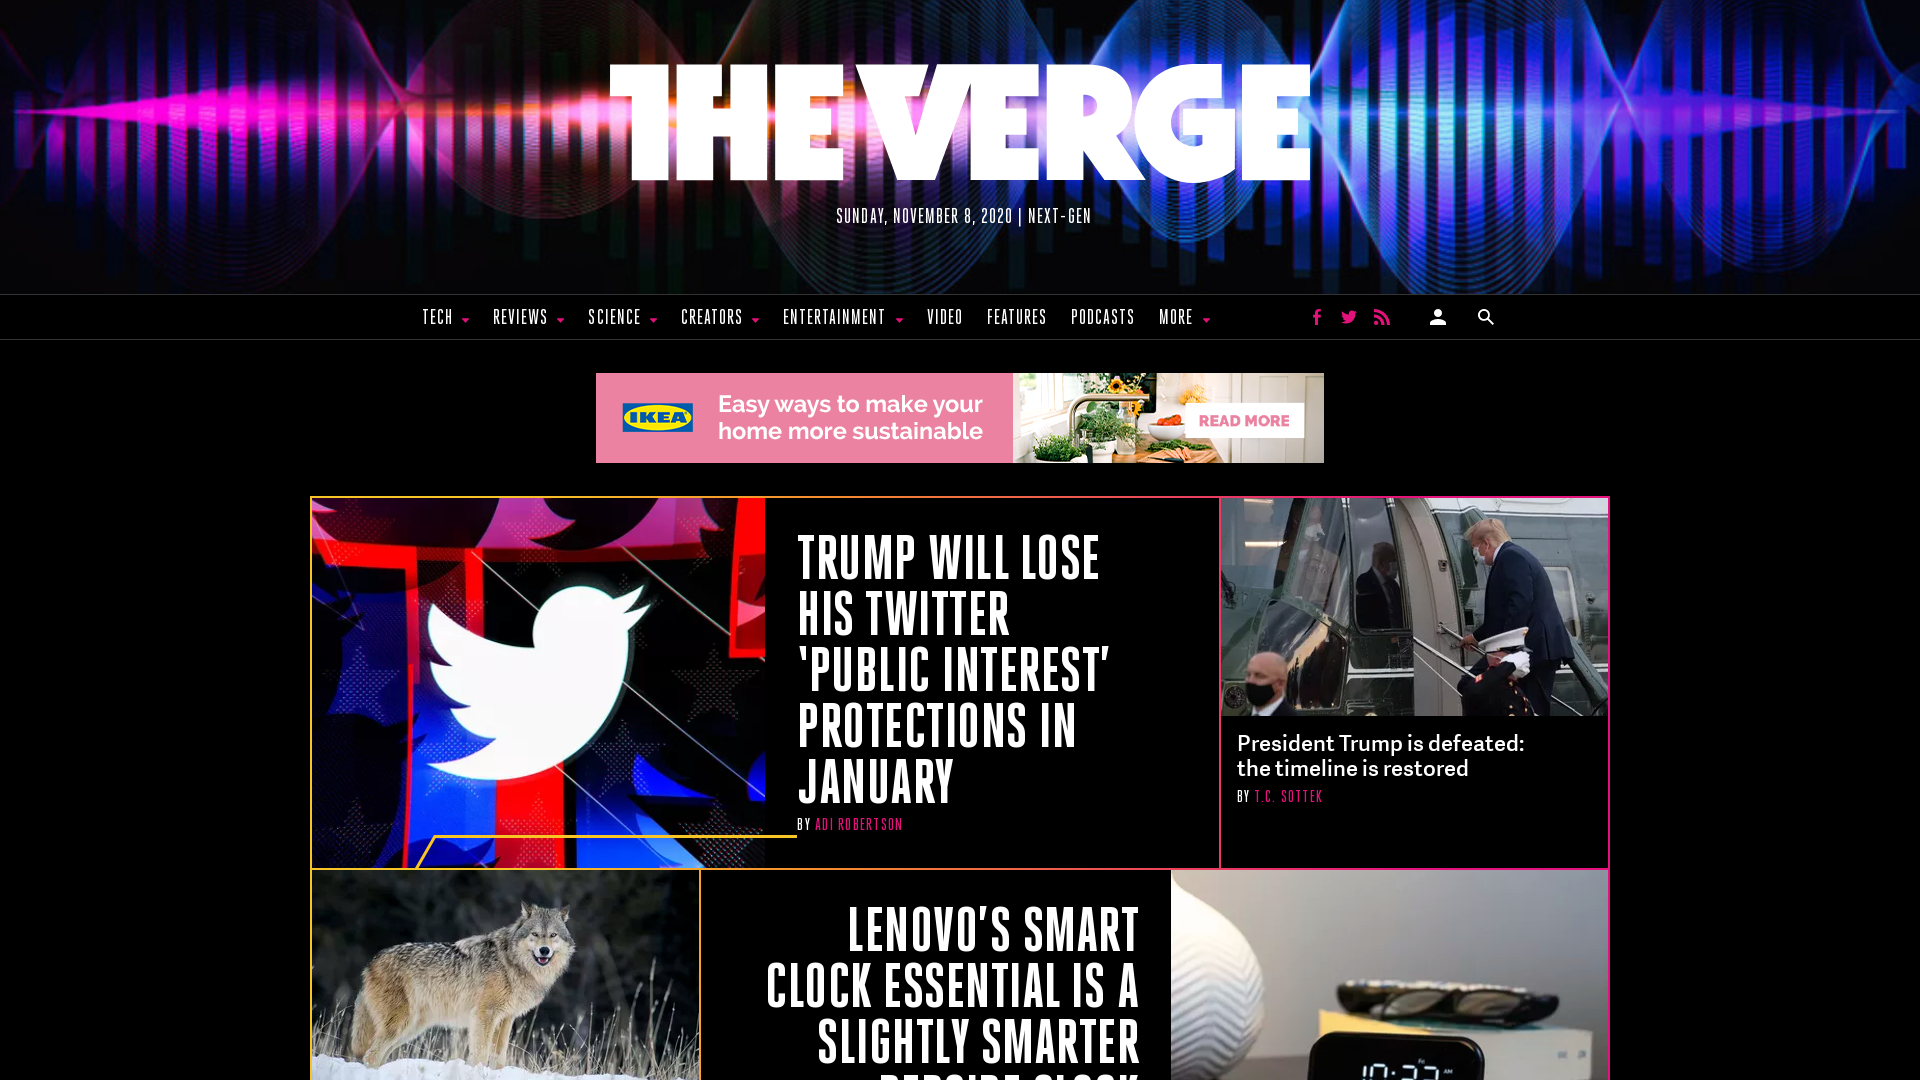 THE VERGE
SUNDAY, NOVEMBER 8, 2020 | NEXT-GEN
TECH REVIEWS SCIENCE CREATORS ENTERTAINMENT VIDEO FEATURES PODCASTS MORE
IKEA
Easy ways to make your
home more sustainable
READ MORE
TRUMP WILL LOSE
HIS TWITTER
‘PUBLIC INTEREST’
PROTECTIONS IN
JANUARY
BY ADI ROBERTSON
President Trump is defeated:
the timeline is restored
BY T.C. SOTTEK
LENOVO’S SMART
CLOCK ESSENTIAL IS A
SLIGHTLY SMARTER
BEDSIDE CLOCK